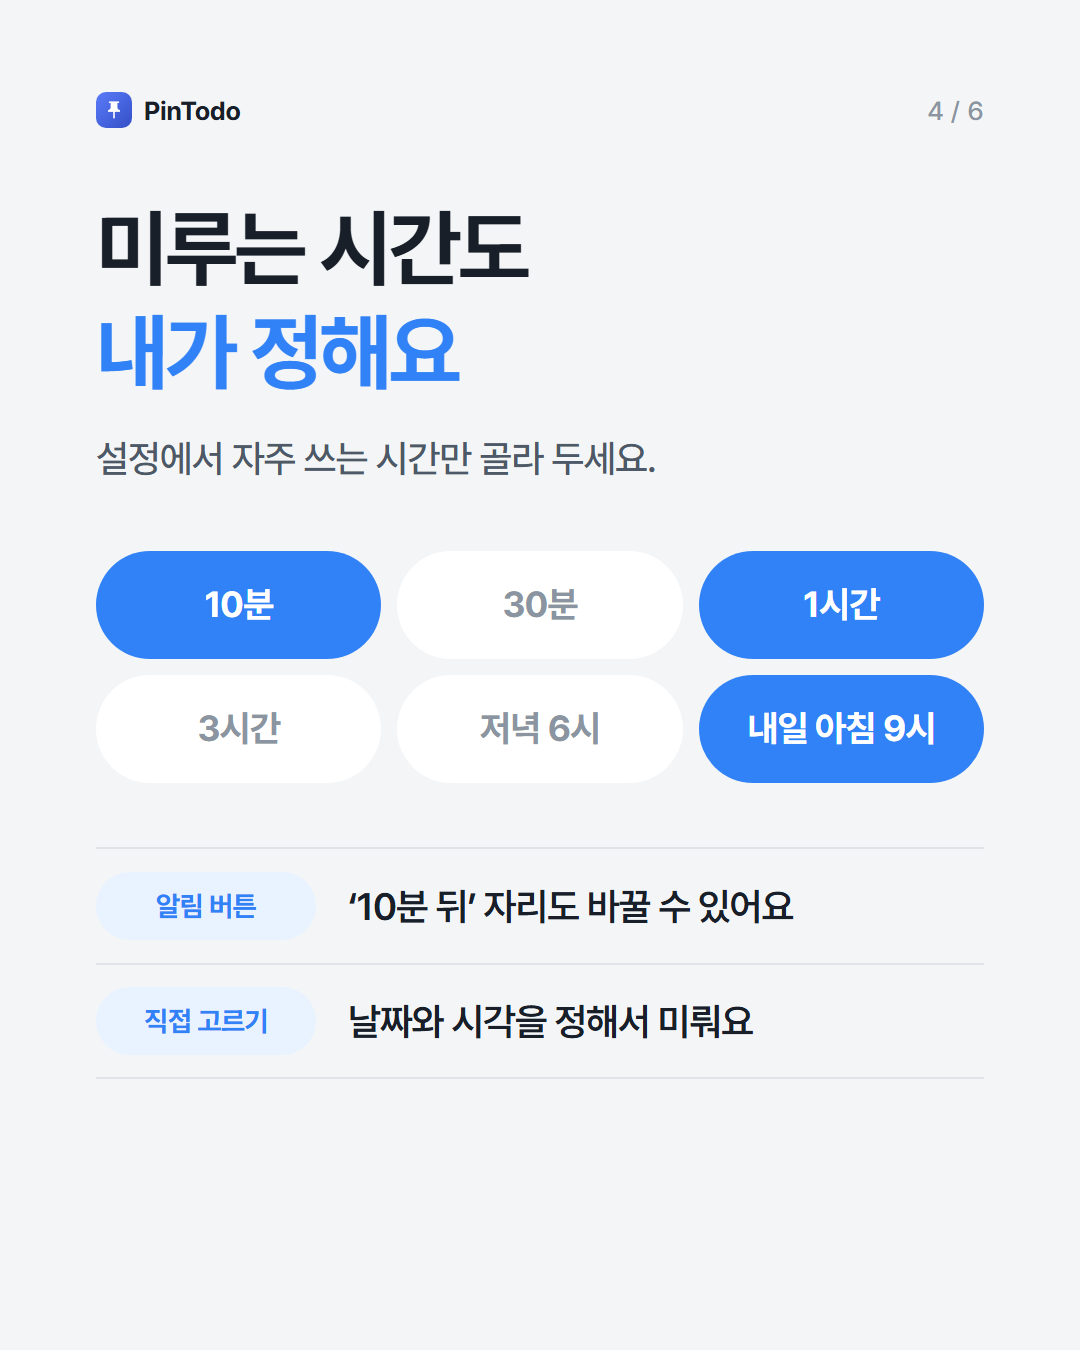 PinTodo
4 / 6
미루는 시간도
내가 정해요
설정에서 자주 쓰는 시간만 골라 두세요.
10분
30분
1시간
3시간
저녁 6시
내일 아침 9시
알림 버튼
‘10분 뒤’ 자리도 바꿀 수 있어요
직접 고르기
날짜와 시각을 정해서 미뤄요